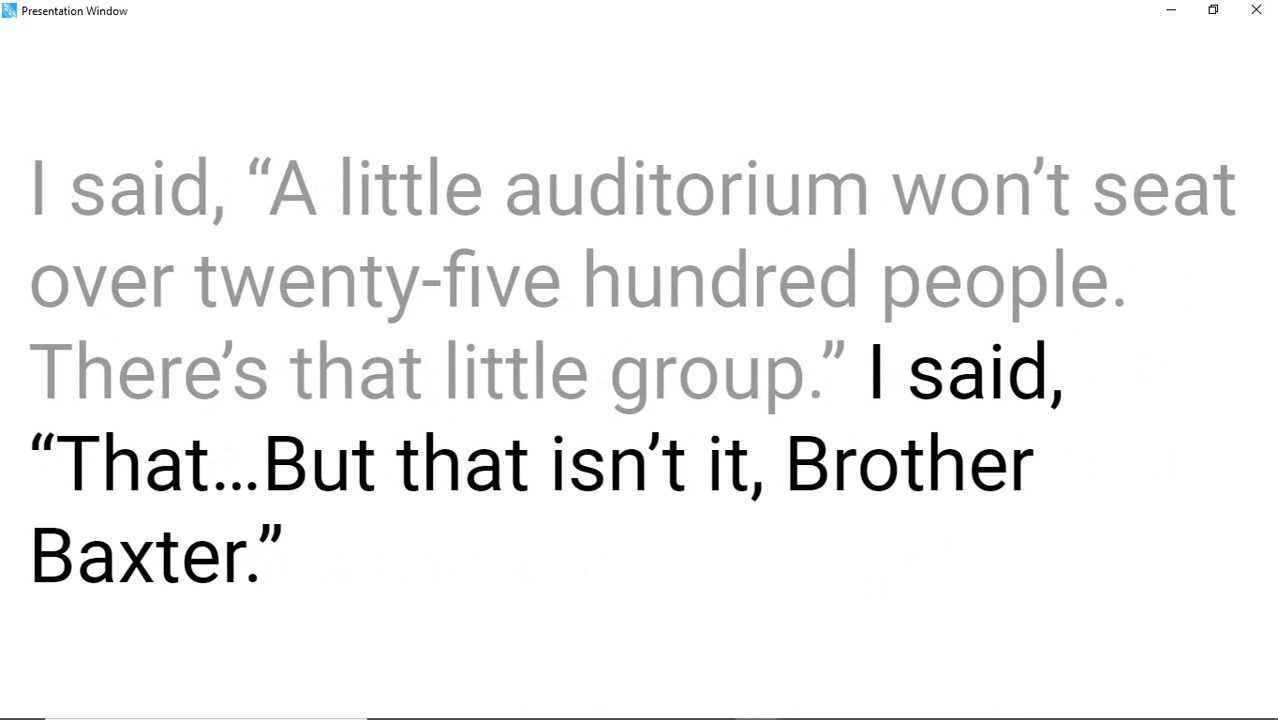 Presentation Window
I said, “A little auditorium won’t seat
over twenty-five hundred people.
There’s that little group.” I said,
“That…But that isn’t it, Brother
Baxter.”